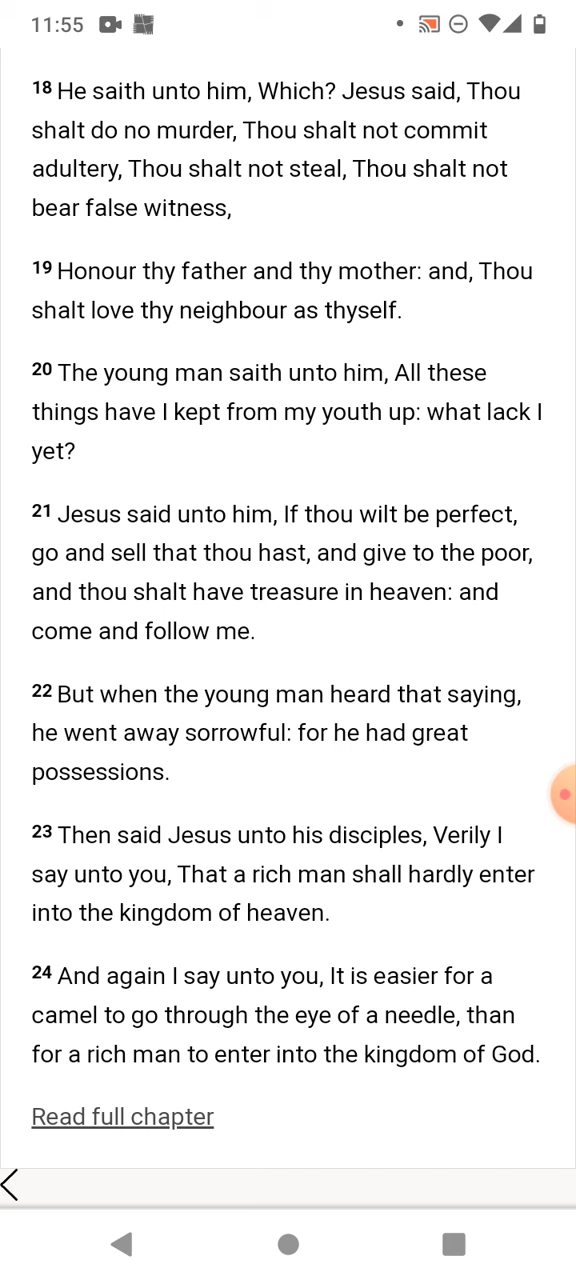 11:55
18 He saith unto him, Which? Jesus said, Thou
shalt do no murder, Thou shalt not commit
adultery, Thou shalt not steal, Thou shalt not
bear false witness,
19 Honour thy father and thy mother: and, Thou
shalt love thy neighbour as thyself.
20 The young man saith unto him, All these
things have I kept from my youth up: what lack I
yet?
21 Jesus said unto him, If thou wilt be perfect,
go and sell that thou hast, and give to the poor,
and thou shalt have treasure in heaven: and
come and follow me.
22 But when the young man heard that saying,
he went away sorrowful: for he had great
possessions.
23 Then said Jesus unto his disciples, Verily I
say unto you, That a rich man shall hardly enter
into the kingdom of heaven.
24 And again I say unto you, It is easier for a
camel to go through the eye of a needle, than
for a rich man to enter into the kingdom of God.
Read full chapter